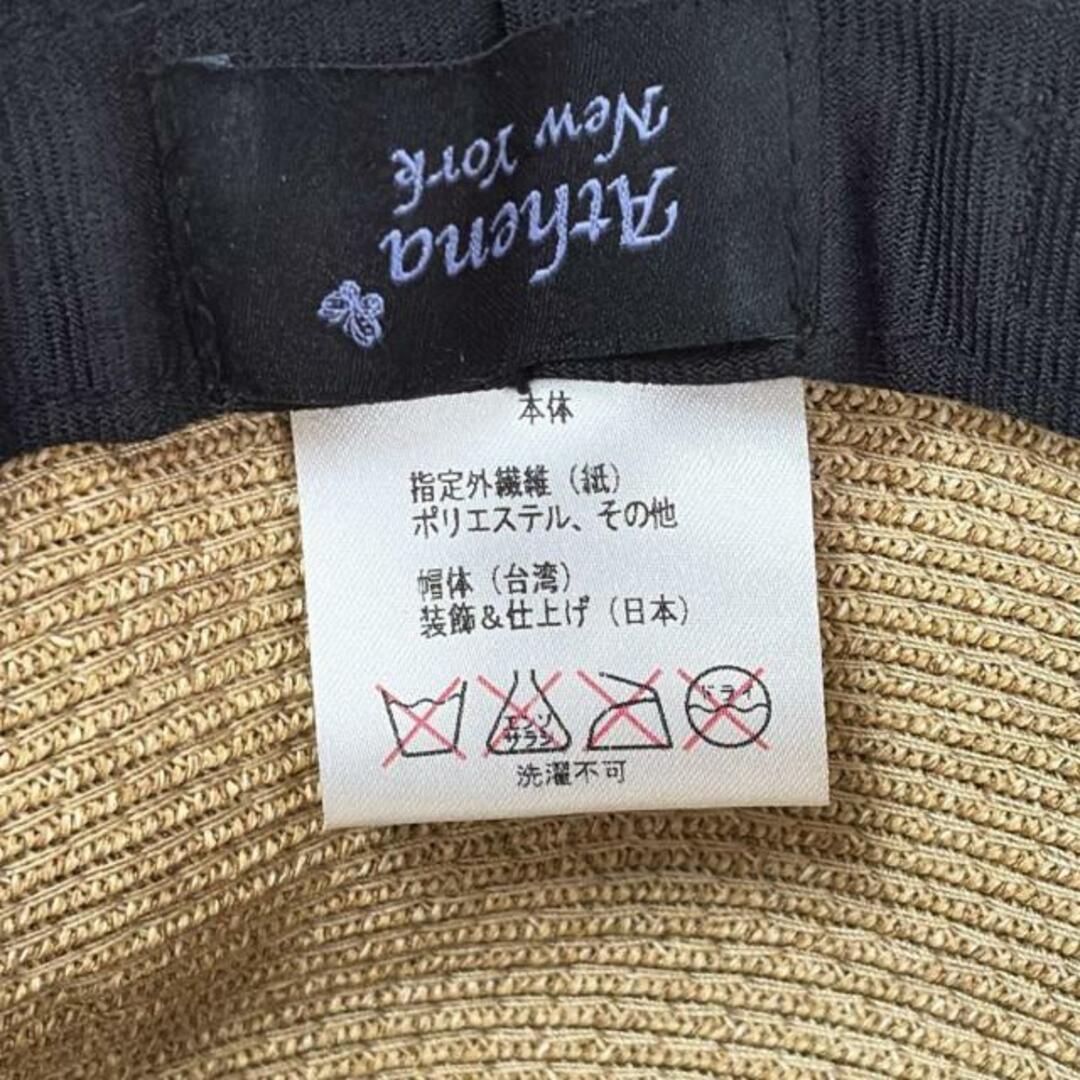 Athena
New York
本体
指定外繊維（紙）
ポリエステル、その他
帽体（台湾）
装飾＆仕上げ（日本）
エンソ
サラシ
ドライ
洗濯不可